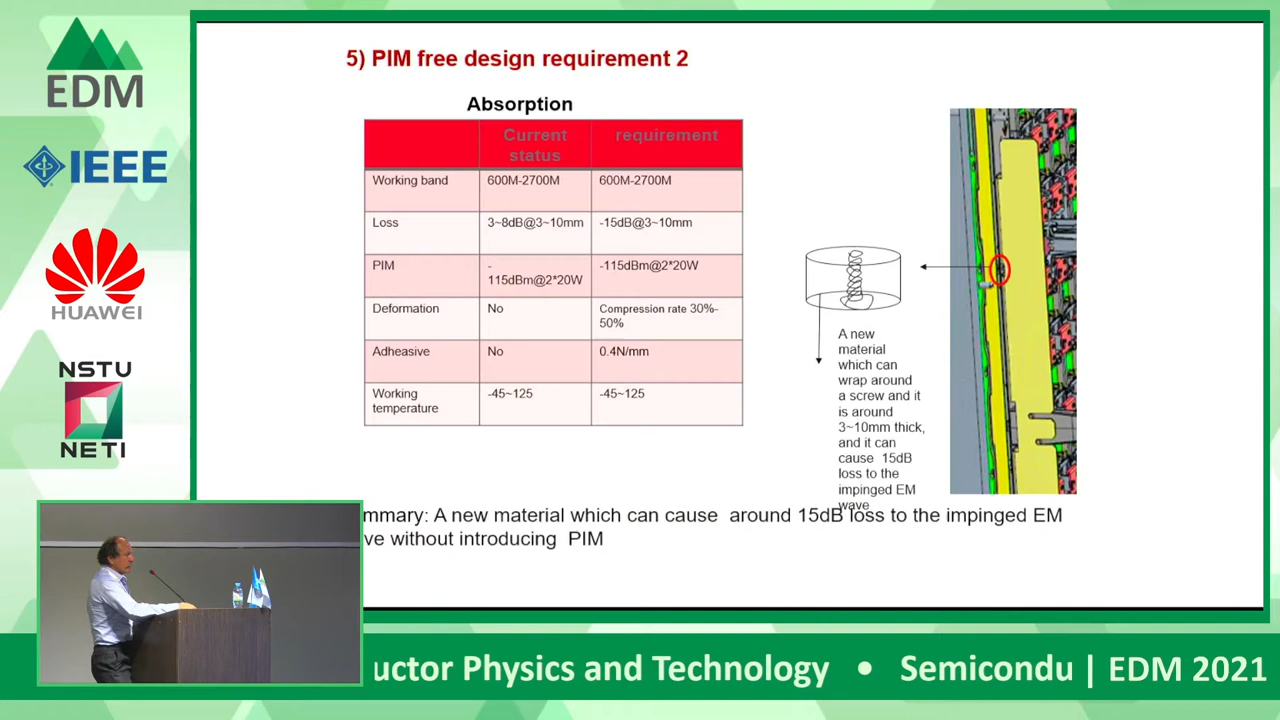 EDM
IEEE
HUAWEI
NSTU
NETI
5) PIM free design requirement 2
Absorption
Current status
requirement
Working band
600M-2700M
600M-2700M
Loss
3~8dB@3~10mm
-15dB@3~10mm
PIM
-
115dBm@2*20W
-115dBm@2*20W
Deformation
No
Compression rate 30%-
50%
Adheasive
No
0.4N/mm
Working
temperature
-45~125
-45~125
A new
material
which can
wrap around
a screw and it
is around
3~10mm thick,
and it can
cause 15dB
loss to the
impinged EM
wave
mmary: A new material which can cause around 15dB loss to the impinged EM
ve without introducing PIM
uctor Physics and Technology • Semicondu | EDM 2021